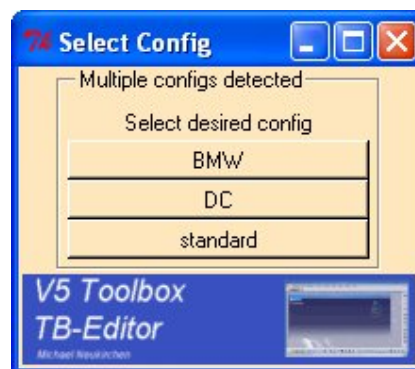 Select Config
Multiple configs detected
Select desired config
BMW
DC
standard
V5 Toolbox
TB-Editor
Michael Neukirchen